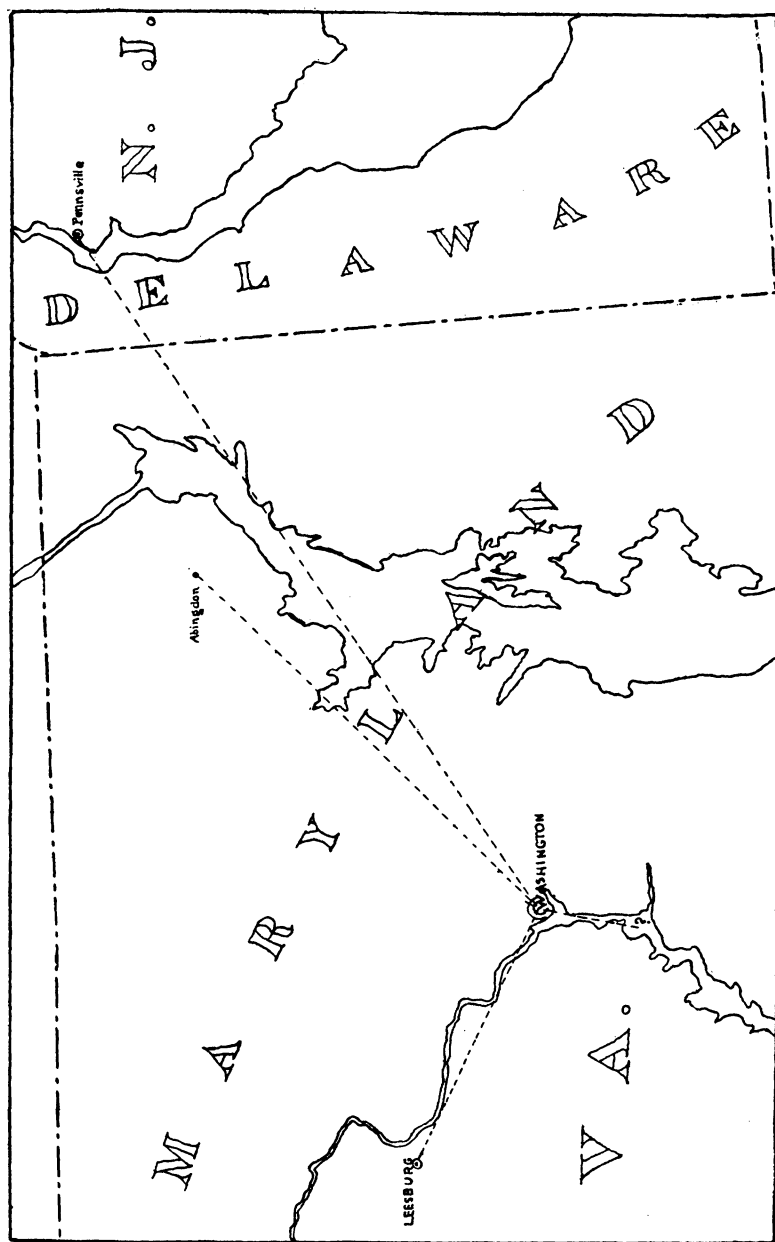 N. J.
Pennsville
DELAWARE
MARYLAND
Abingdon
WASHINGTON
?
LEESBURG
VA.